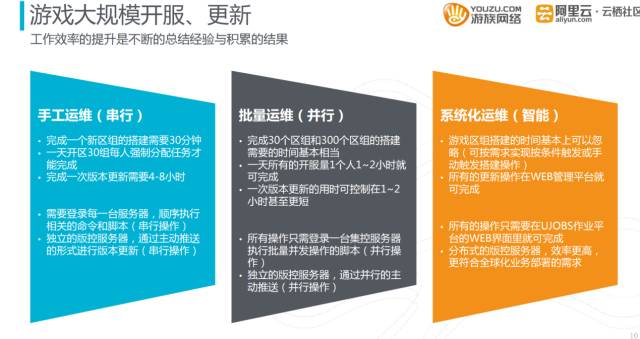 游戏大规模开服、更新
工作效率的提升是不断的总结经验与积累的结果
YOUZU.COM
游族网络
阿里云
aliyun.com
·云栖社区
手工运维（串行）
• 完成一个新区组的搭建需要30分钟
• 一天开区30组每人强制分配任务才
能完成
• 完成一次版本更新需要4-8小时
• 需要登录每一台服务器，顺序执行
相关的命令和脚本（串行操作）
• 独立的版控服务器，通过主动推送
的形式进行版本更新（串行操作）
批量运维（并行）
• 完成30个区组和300个区组的搭建
需要的时间基本相当
• 一天所有的开服量1个人1~2小时就
可完成
• 一次版本更新的用时可控制在1~2
小时甚至更短
• 所有操作只需登录一台集控服务器
执行批量并发操作的脚本（并行操
作）
• 独立的版控服务器，通过并行的主
动推送（并行操作）
系统化运维（智能）
• 游戏区组搭建的时间基本上可以忽
略（可按需求实现按条件触发或手
动触发搭建操作）
• 所有的更新操作在WEB管理平台就
可完成
• 所有的操作只需要在UJOBS作业平
台的WEB界面里就可完成
• 分布式的版控服务器，效率更高，
更符合全球化业务部署的需求
10